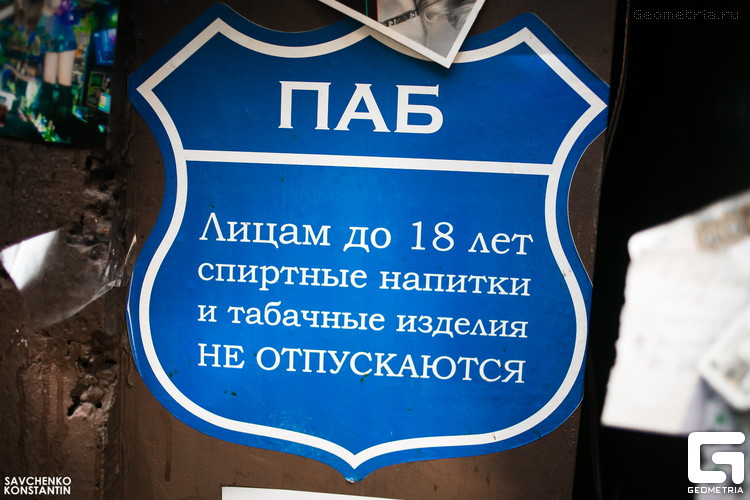 Geometria.ru
ПАБ
Лицам до 18 лет
спиртные напитки
и табачные изделия
НЕ ОТПУСКАЮТСЯ
SAVCHENKO
KONSTANTIN
GEOMETRIA